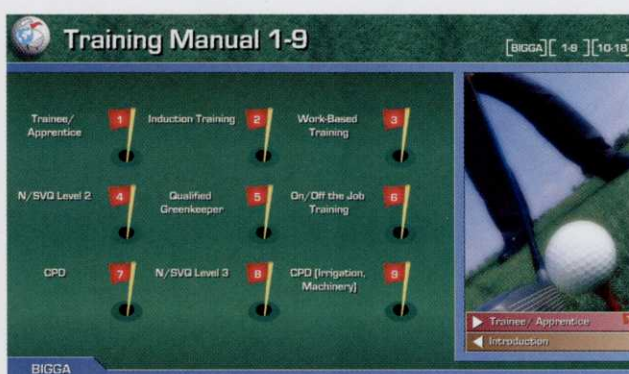 Training Manual 1-9
[BIGGA][ 1-9 ][10-18]
Trainee/
Apprentice
1
Induction Training
2
Work-Based
Training
3
N/SVQ Level 2
4
Qualified
Greenkeeper
5
On/Off the Job
Training
6
CPD
7
N/SVQ Level 3
8
CPD [Irrigation,
Machinery]
9
Trainee/ Apprentice
Introduction
BIGGA